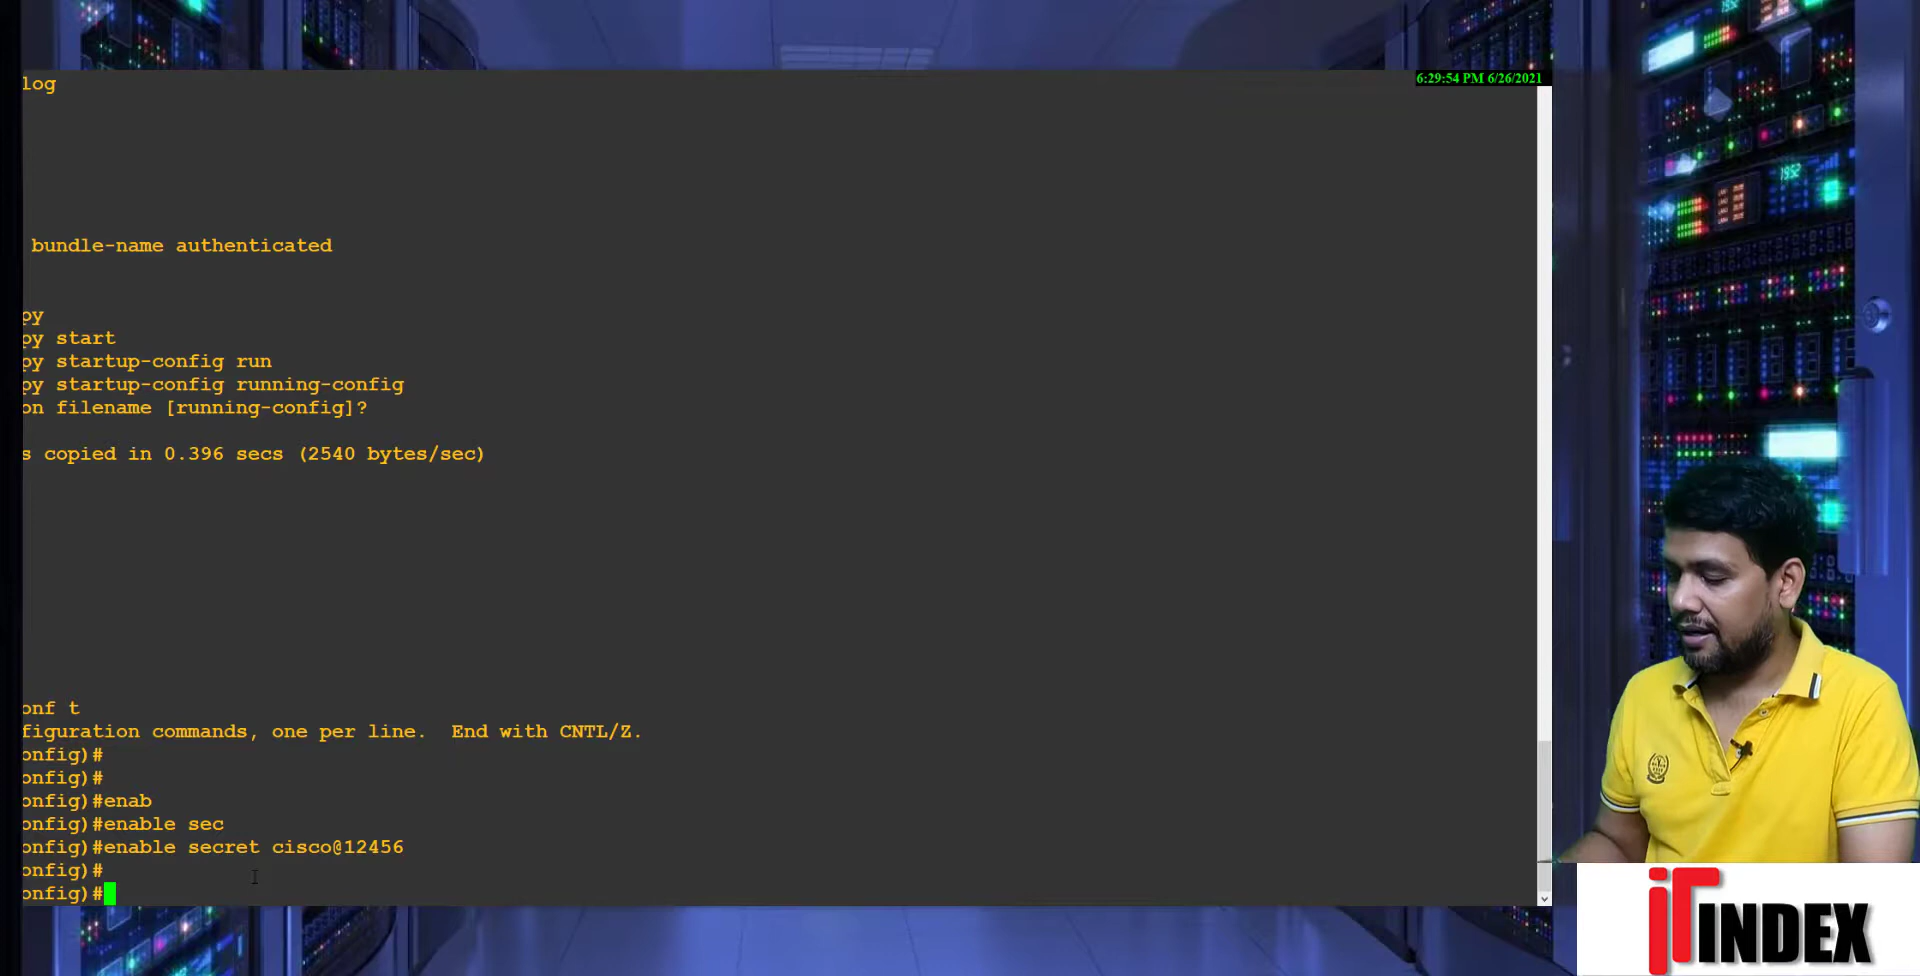 log
6:29:54 PM 6/26/2021
bundle-name authenticated
py
py start
py startup-config run
py startup-config running-config
on filename [running-config]?
s copied in 0.396 secs (2540 bytes/sec)
onf t
figuration commands, one per line.  End with CNTL/Z.
onfig)#
onfig)#
onfig)#enab
onfig)#enable sec
onfig)#enable secret cisco@12456
onfig)#
onfig)#
iT INDEX